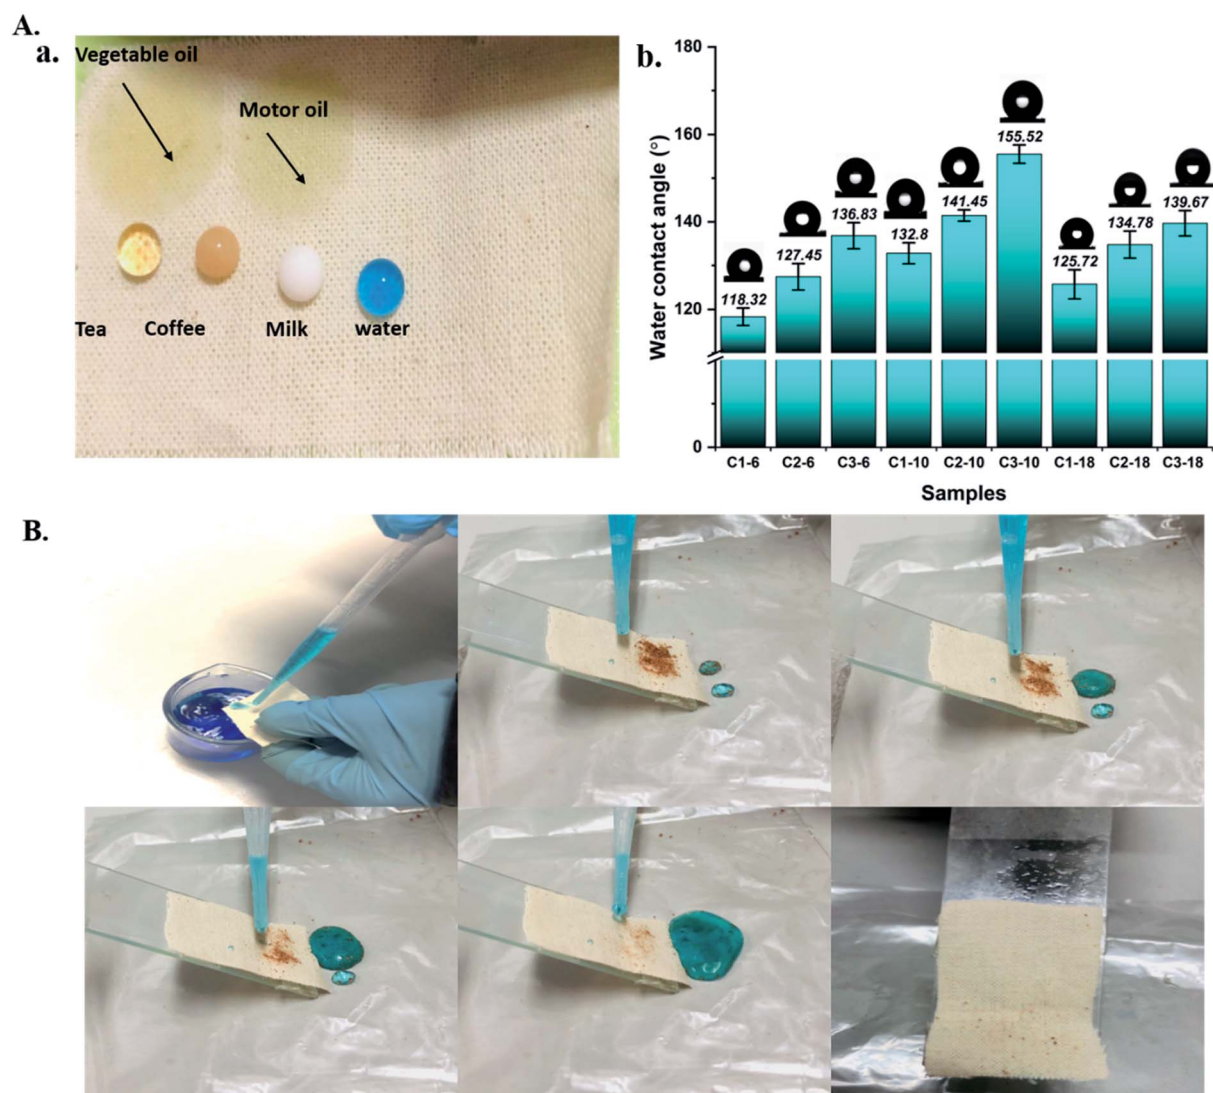 A.
a.
Vegetable oil
Motor oil
Tea Coffee Milk water
b.
Water contact angle (°)
180
160
140
120
0
118.32
127.45
136.83
132.8
141.45
155.52
125.72
134.78
139.67
C1-6 C2-6 C3-6 C1-10 C2-10 C3-10 C1-18 C2-18 C3-18
Samples
B.